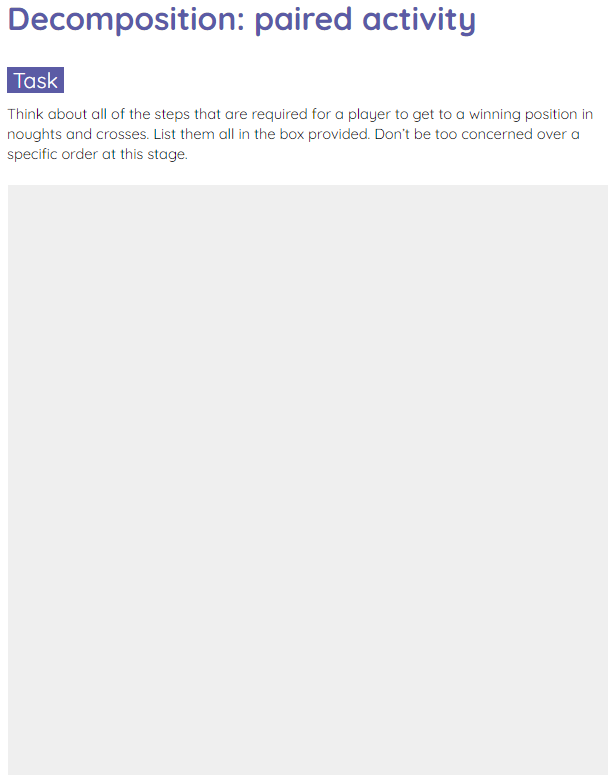 Decomposition: paired activity
Task
Think about all of the steps that are required for a player to get to a winning position in
noughts and crosses. List them all in the box provided. Don't be too concerned over a
specific order at this stage.